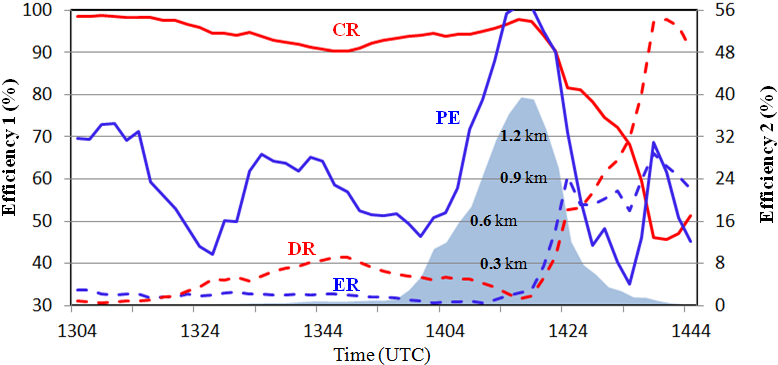 100
90
80
70
60
50
40
30
Efficiency 1 (%)
56
48
40
32
24
16
8
0
Efficiency 2 (%)
CR
PE
DR
ER
1.2 km
0.9 km
0.6 km
0.3 km
1304
1324
1344
1404
1424
1444
Time (UTC)